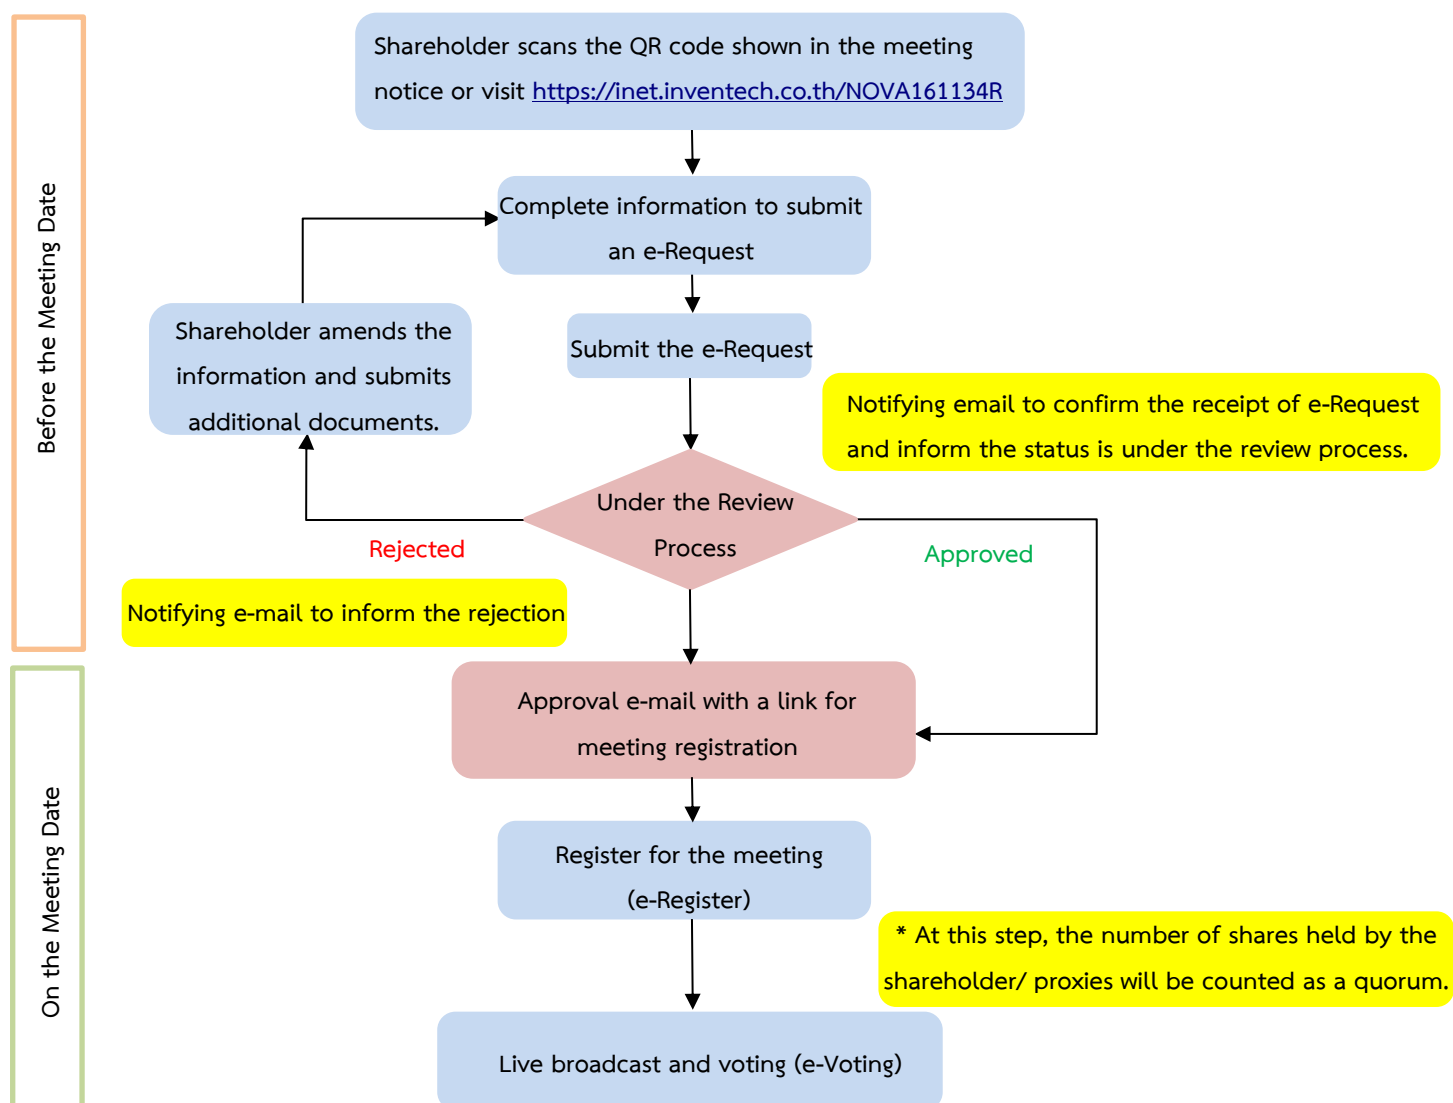 Shareholder scans the QR code shown in the meeting
notice or visit https://inet.inventech.co.th/NOVA161134R
Before the Meeting Date
Complete information to submit
an e-Request
Shareholder amends the
information and submits
additional documents.
Submit the e-Request
Notifying email to confirm the receipt of e-Request
and inform the status is under the review process.
Under the Review
Process
Rejected
Approved
Notifying e-mail to inform the rejection
On the Meeting Date
Approval e-mail with a link for
meeting registration
Register for the meeting
(e-Register)
* At this step, the number of shares held by the
shareholder/ proxies will be counted as a quorum.
Live broadcast and voting (e-Voting)